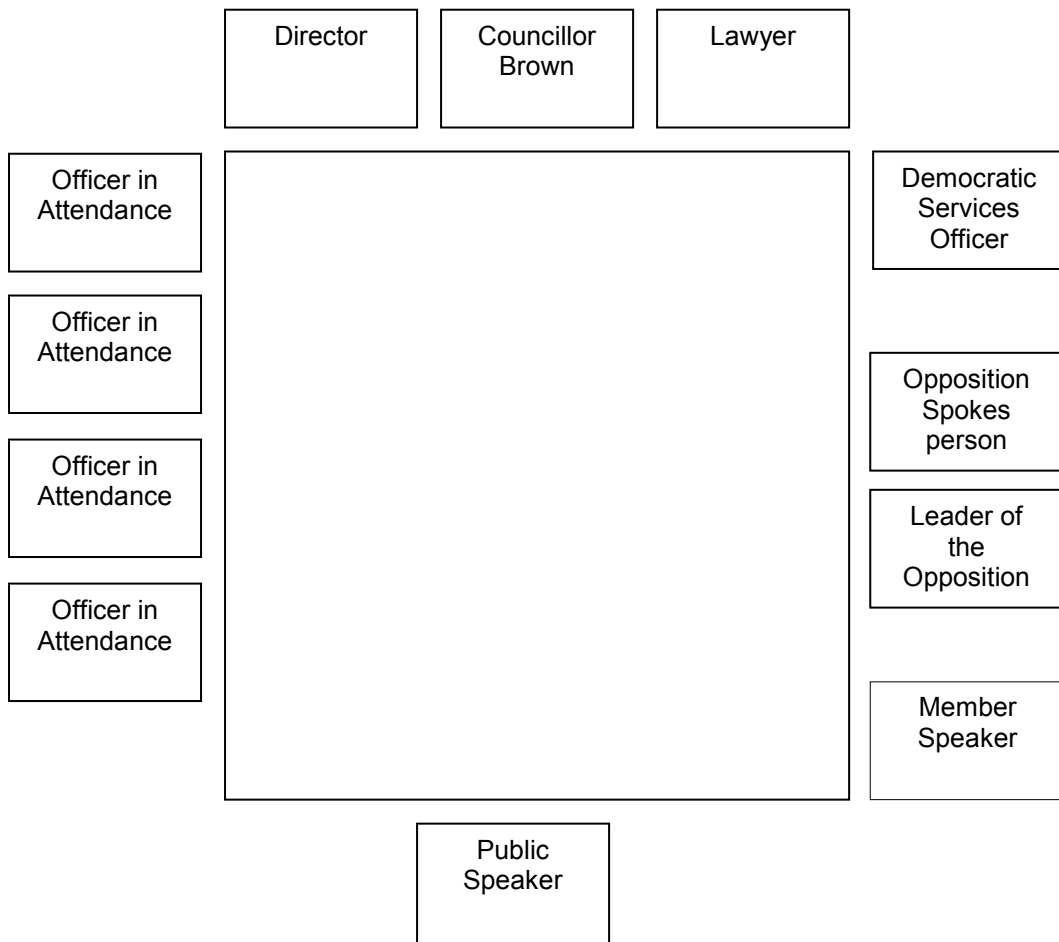 Director
Councillor
Brown
Lawyer
Officer in
Attendance
Democratic
Services
Officer
Officer in
Attendance
Opposition
Spokes
person
Officer in
Attendance
Leader of
the
Opposition
Officer in
Attendance
Member
Speaker
Public
Speaker